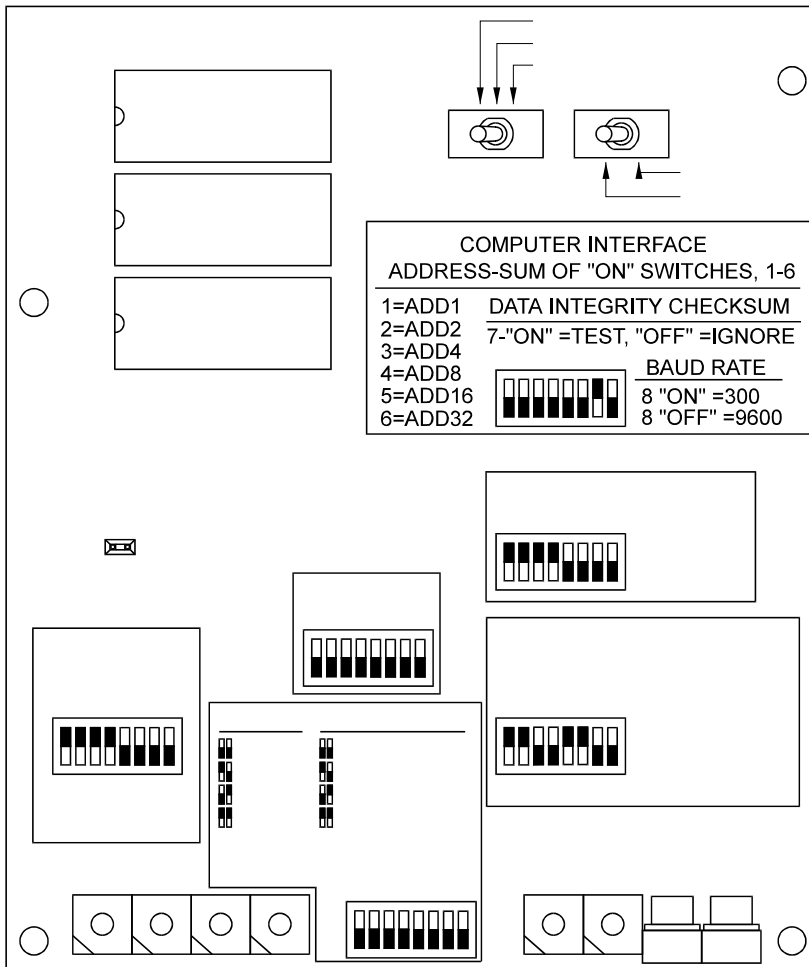 COMPUTER INTERFACE
ADDRESS-SUM OF "ON" SWITCHES, 1-6
1=ADD1
2=ADD2
3=ADD4
4=ADD8
5=ADD16
6=ADD32
DATA INTEGRITY CHECKSUM
7-"ON" =TEST, "OFF" =IGNORE
BAUD RATE
8 "ON" =300
8 "OFF" =9600